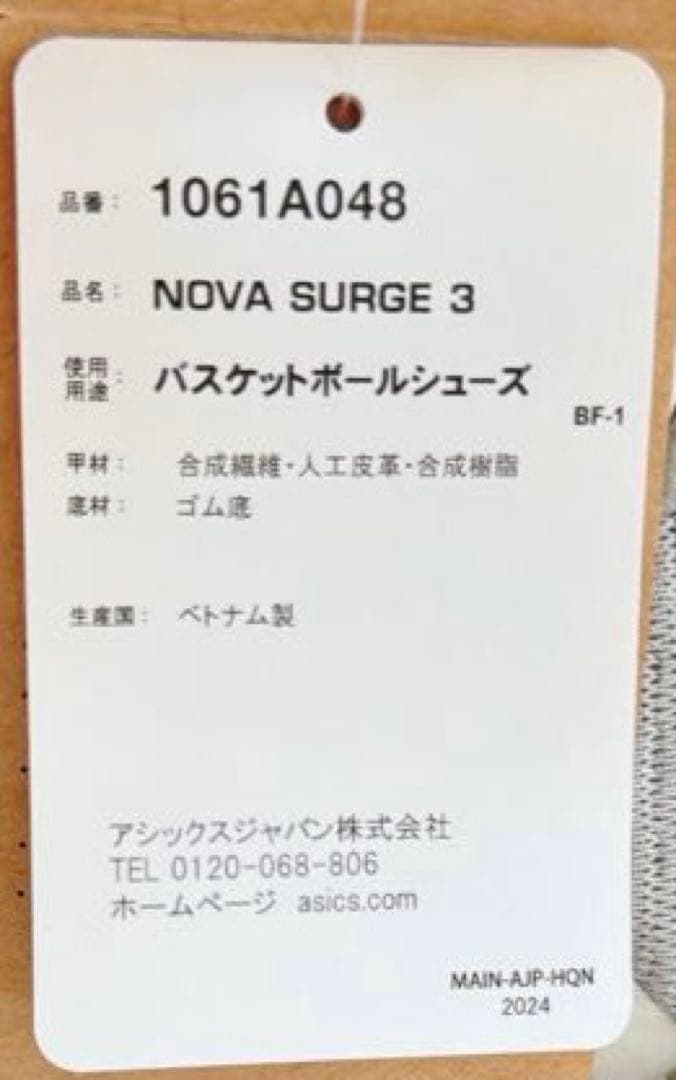 品番: 1061A048
品名: NOVA SURGE 3
使用用途: バスケットボールシューズ
BF-1
甲材: 合成繊維・人工皮革・合成樹脂
底材: ゴム底
生産国: ベトナム製
アシックスジャパン株式会社
TEL 0120-068-806
ホームページ asics.com
MAIN-AJP-HQN
2024